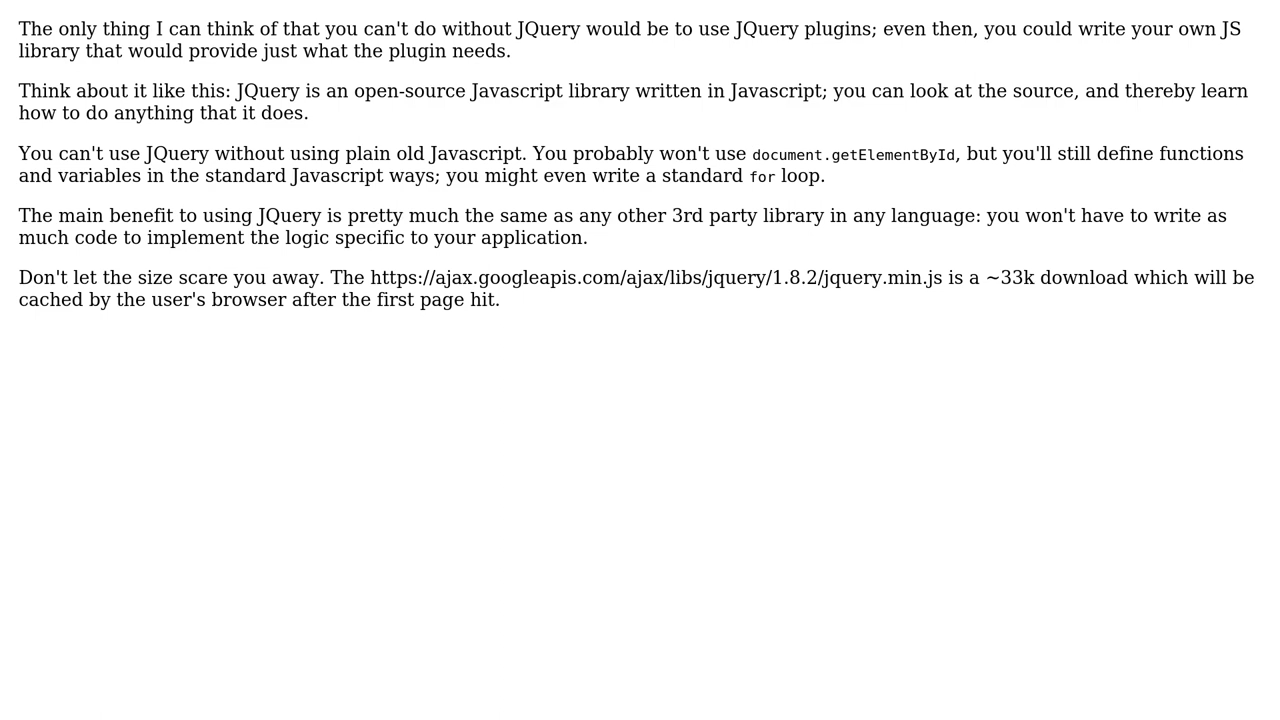 The only thing I can think of that you can't do without JQuery would be to use JQuery plugins; even then, you could write your own JS
library that would provide just what the plugin needs.
Think about it like this: JQuery is an open-source Javascript library written in Javascript; you can look at the source, and thereby learn
how to do anything that it does.
You can't use JQuery without using plain old Javascript. You probably won't use document.getElementById, but you'll still define functions
and variables in the standard Javascript ways; you might even write a standard for loop.
The main benefit to using JQuery is pretty much the same as any other 3rd party library in any language: you won't have to write as
much code to implement the logic specific to your application.
Don't let the size scare you away. The https://ajax.googleapis.com/ajax/libs/jquery/1.8.2/jquery.min.js is a ~33k download which will be
cached by the user's browser after the first page hit.